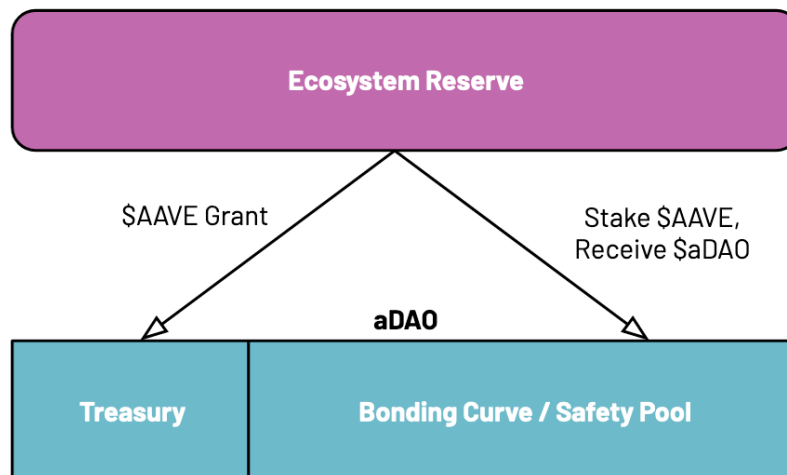 Ecosystem Reserve
$AAVE Grant
Stake $AAVE,
Receive $aDAO
aDAO
Treasury
Bonding Curve / Safety Pool